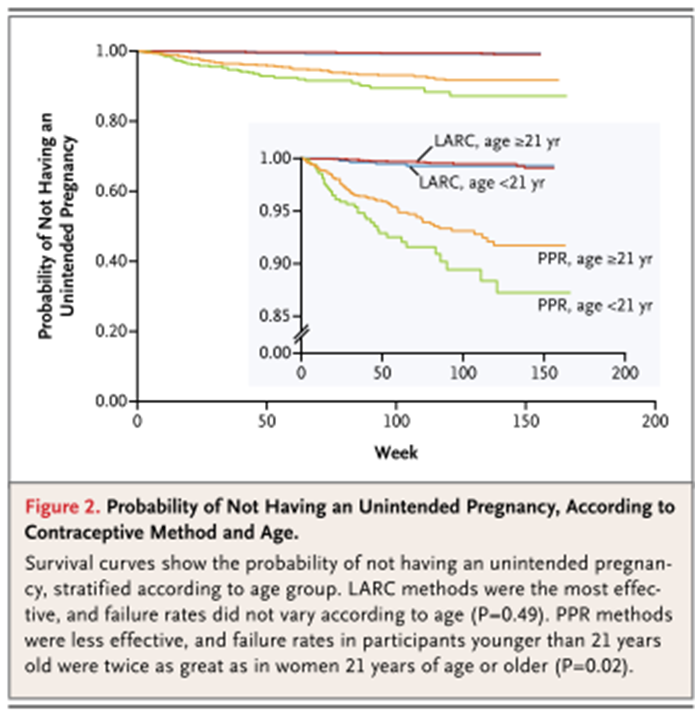 1.00
0.80
0.60
0.40
0.20
0.00
Probability of Not Having an
Unintended Pregnancy
1.00
0.95
0.90
0.85
0.00
LARC, age ≥21 yr
LARC, age <21 yr
PPR, age ≥21 yr
PPR, age <21 yr
0 50 100 150 200
0 50 100 150 200
Week
Figure 2. Probability of Not Having an Unintended Pregnancy, According to
Contraceptive Method and Age.
Survival curves show the probability of not having an unintended pregnan-
cy, stratified according to age group. LARC methods were the most effec-
tive, and failure rates did not vary according to age (P=0.49). PPR methods
were less effective, and failure rates in participants younger than 21 years
old were twice as great as in women 21 years of age or older (P=0.02).